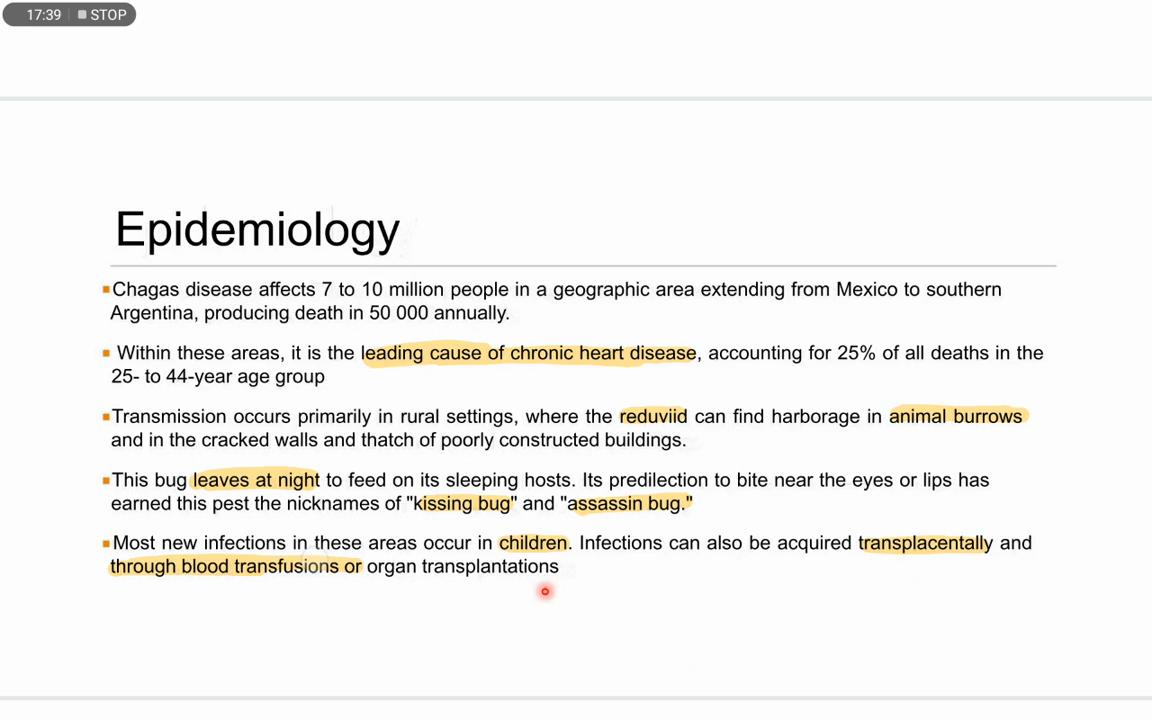 17:39 STOP
Epidemiology
Chagas disease affects 7 to 10 million people in a geographic area extending from Mexico to southern
Argentina, producing death in 50 000 annually.
Within these areas, it is the leading cause of chronic heart disease, accounting for 25% of all deaths in the
25- to 44-year age group
Transmission occurs primarily in rural settings, where the reduviid can find harborage in animal burrows
and in the cracked walls and thatch of poorly constructed buildings.
This bug leaves at night to feed on its sleeping hosts. Its predilection to bite near the eyes or lips has
earned this pest the nicknames of "kissing bug" and "assassin bug."
Most new infections in these areas occur in children. Infections can also be acquired transplacentally and
through blood transfusions or organ transplantations